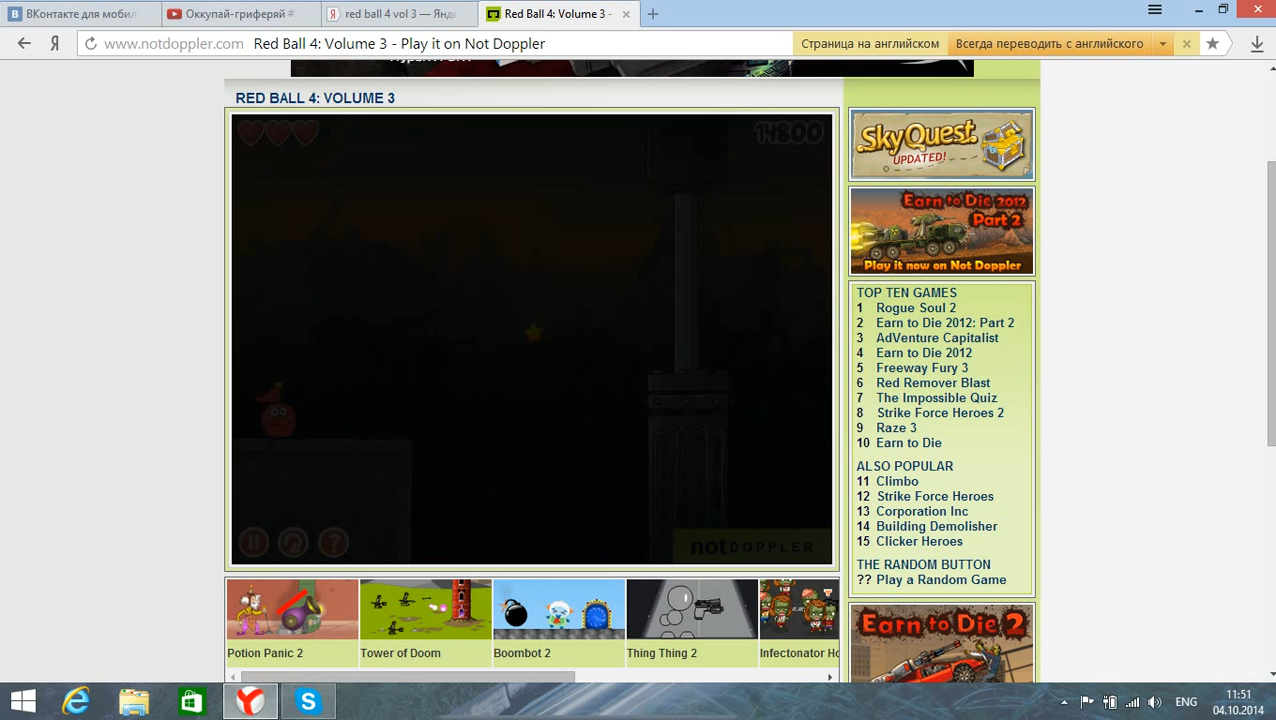 ВКонтакте для мобил
Оккупай-гриферяй #
red ball 4 vol 3 — Янд
Red Ball 4: Volume 3 -
www.notdoppler.com Red Ball 4: Volume 3 - Play it on Not Doppler
Страница на английском
Всегда переводить с английского
RED BALL 4: VOLUME 3
14800
notDOPPLER
SkyQuest
UPDATED!
Earn to Die 2012
Part 2
Play it now on Not Doppler
TOP TEN GAMES
1 Rogue Soul 2
2 Earn to Die 2012: Part 2
3 AdVenture Capitalist
4 Earn to Die 2012
5 Freeway Fury 3
6 Red Remover Blast
7 The Impossible Quiz
8 Strike Force Heroes 2
9 Raze 3
10 Earn to Die
ALSO POPULAR
11 Climbo
12 Strike Force Heroes
13 Corporation Inc
14 Building Demolisher
15 Clicker Heroes
THE RANDOM BUTTON
?? Play a Random Game
Earn to Die 2
Potion Panic 2
Tower of Doom
Boombot 2
Thing Thing 2
Infectonator Ho
ENG
11:51
04.10.2014